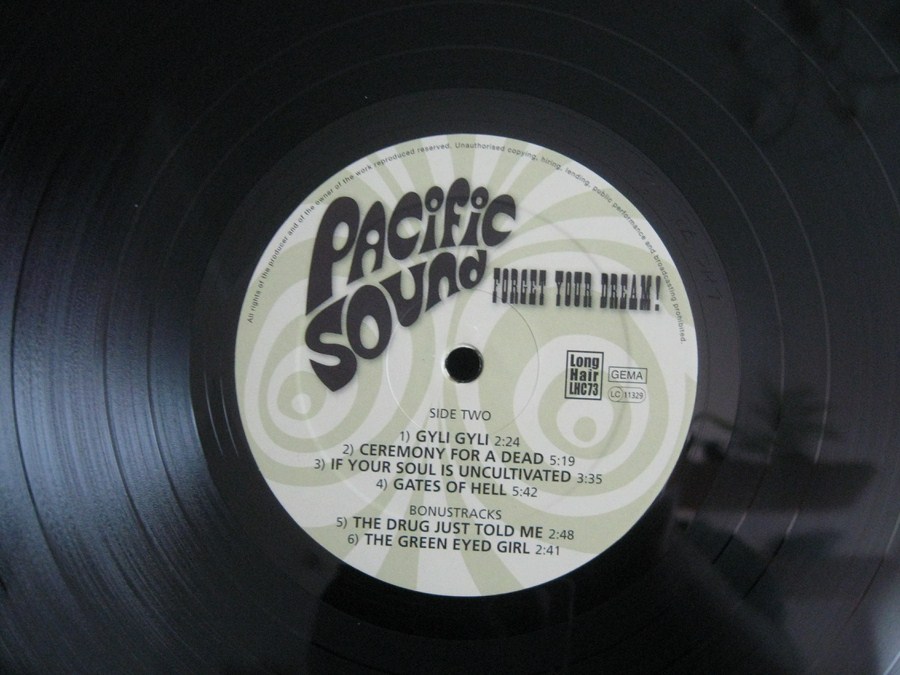 All rights of the producer and of the owner of the work reproduced reserved. Unauthorised copying, hiring, lending, public performance and broadcasting prohibited.
PACIFIC
SOUND
FORGET YOUR DREAM!
Long
Hair
LHC73
GEMA
LC 11329
SIDE TWO
1) GYLI GYLI 2:24
2) CEREMONY FOR A DEAD 5:19
3) IF YOUR SOUL IS UNCULTIVATED 3:35
4) GATES OF HELL 5:42
BONUSTRACKS
5) THE DRUG JUST TOLD ME 2:48
6) THE GREEN EYED GIRL 2:41